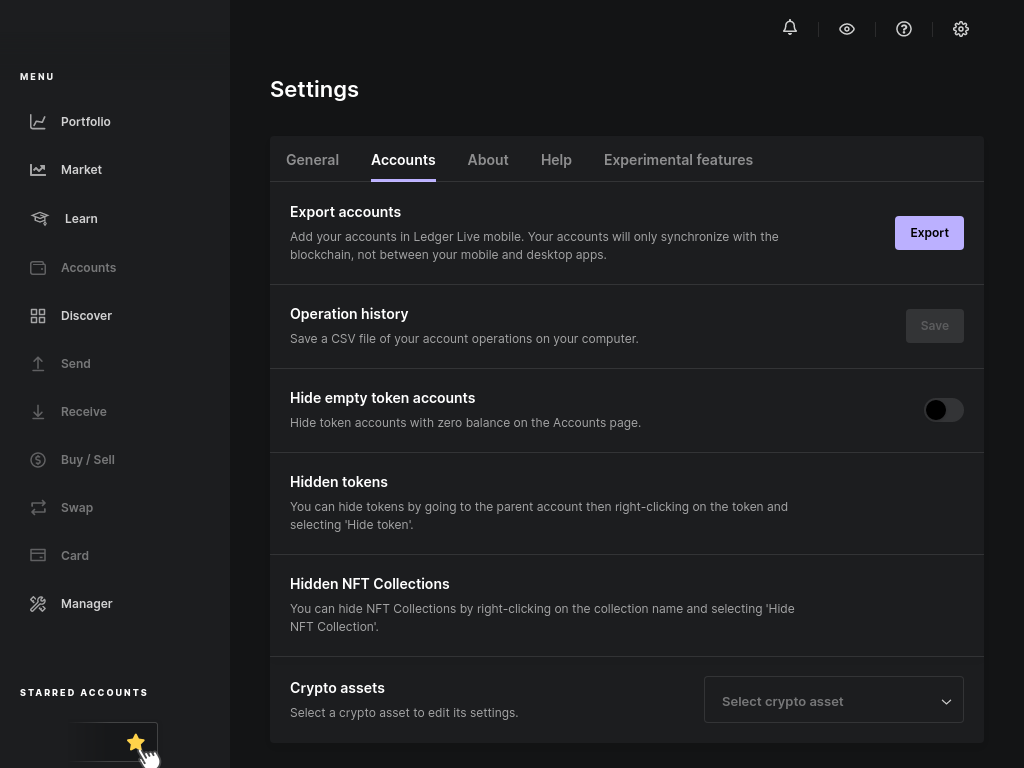 MENU
Portfolio
Market
Learn
Accounts
Discover
Send
Receive
Buy / Sell
Swap
Card
Manager
STARRED ACCOUNTS
Settings
General Accounts About Help Experimental features
Export accounts
Add your accounts in Ledger Live mobile. Your accounts will only synchronize with the
blockchain, not between your mobile and desktop apps.
Export
Operation history
Save a CSV file of your account operations on your computer.
Save
Hide empty token accounts
Hide token accounts with zero balance on the Accounts page.
Hidden tokens
You can hide tokens by going to the parent account then right-clicking on the token and
selecting 'Hide token'.
Hidden NFT Collections
You can hide NFT Collections by right-clicking on the collection name and selecting 'Hide
NFT Collection'.
Crypto assets
Select a crypto asset to edit its settings.
Select crypto asset